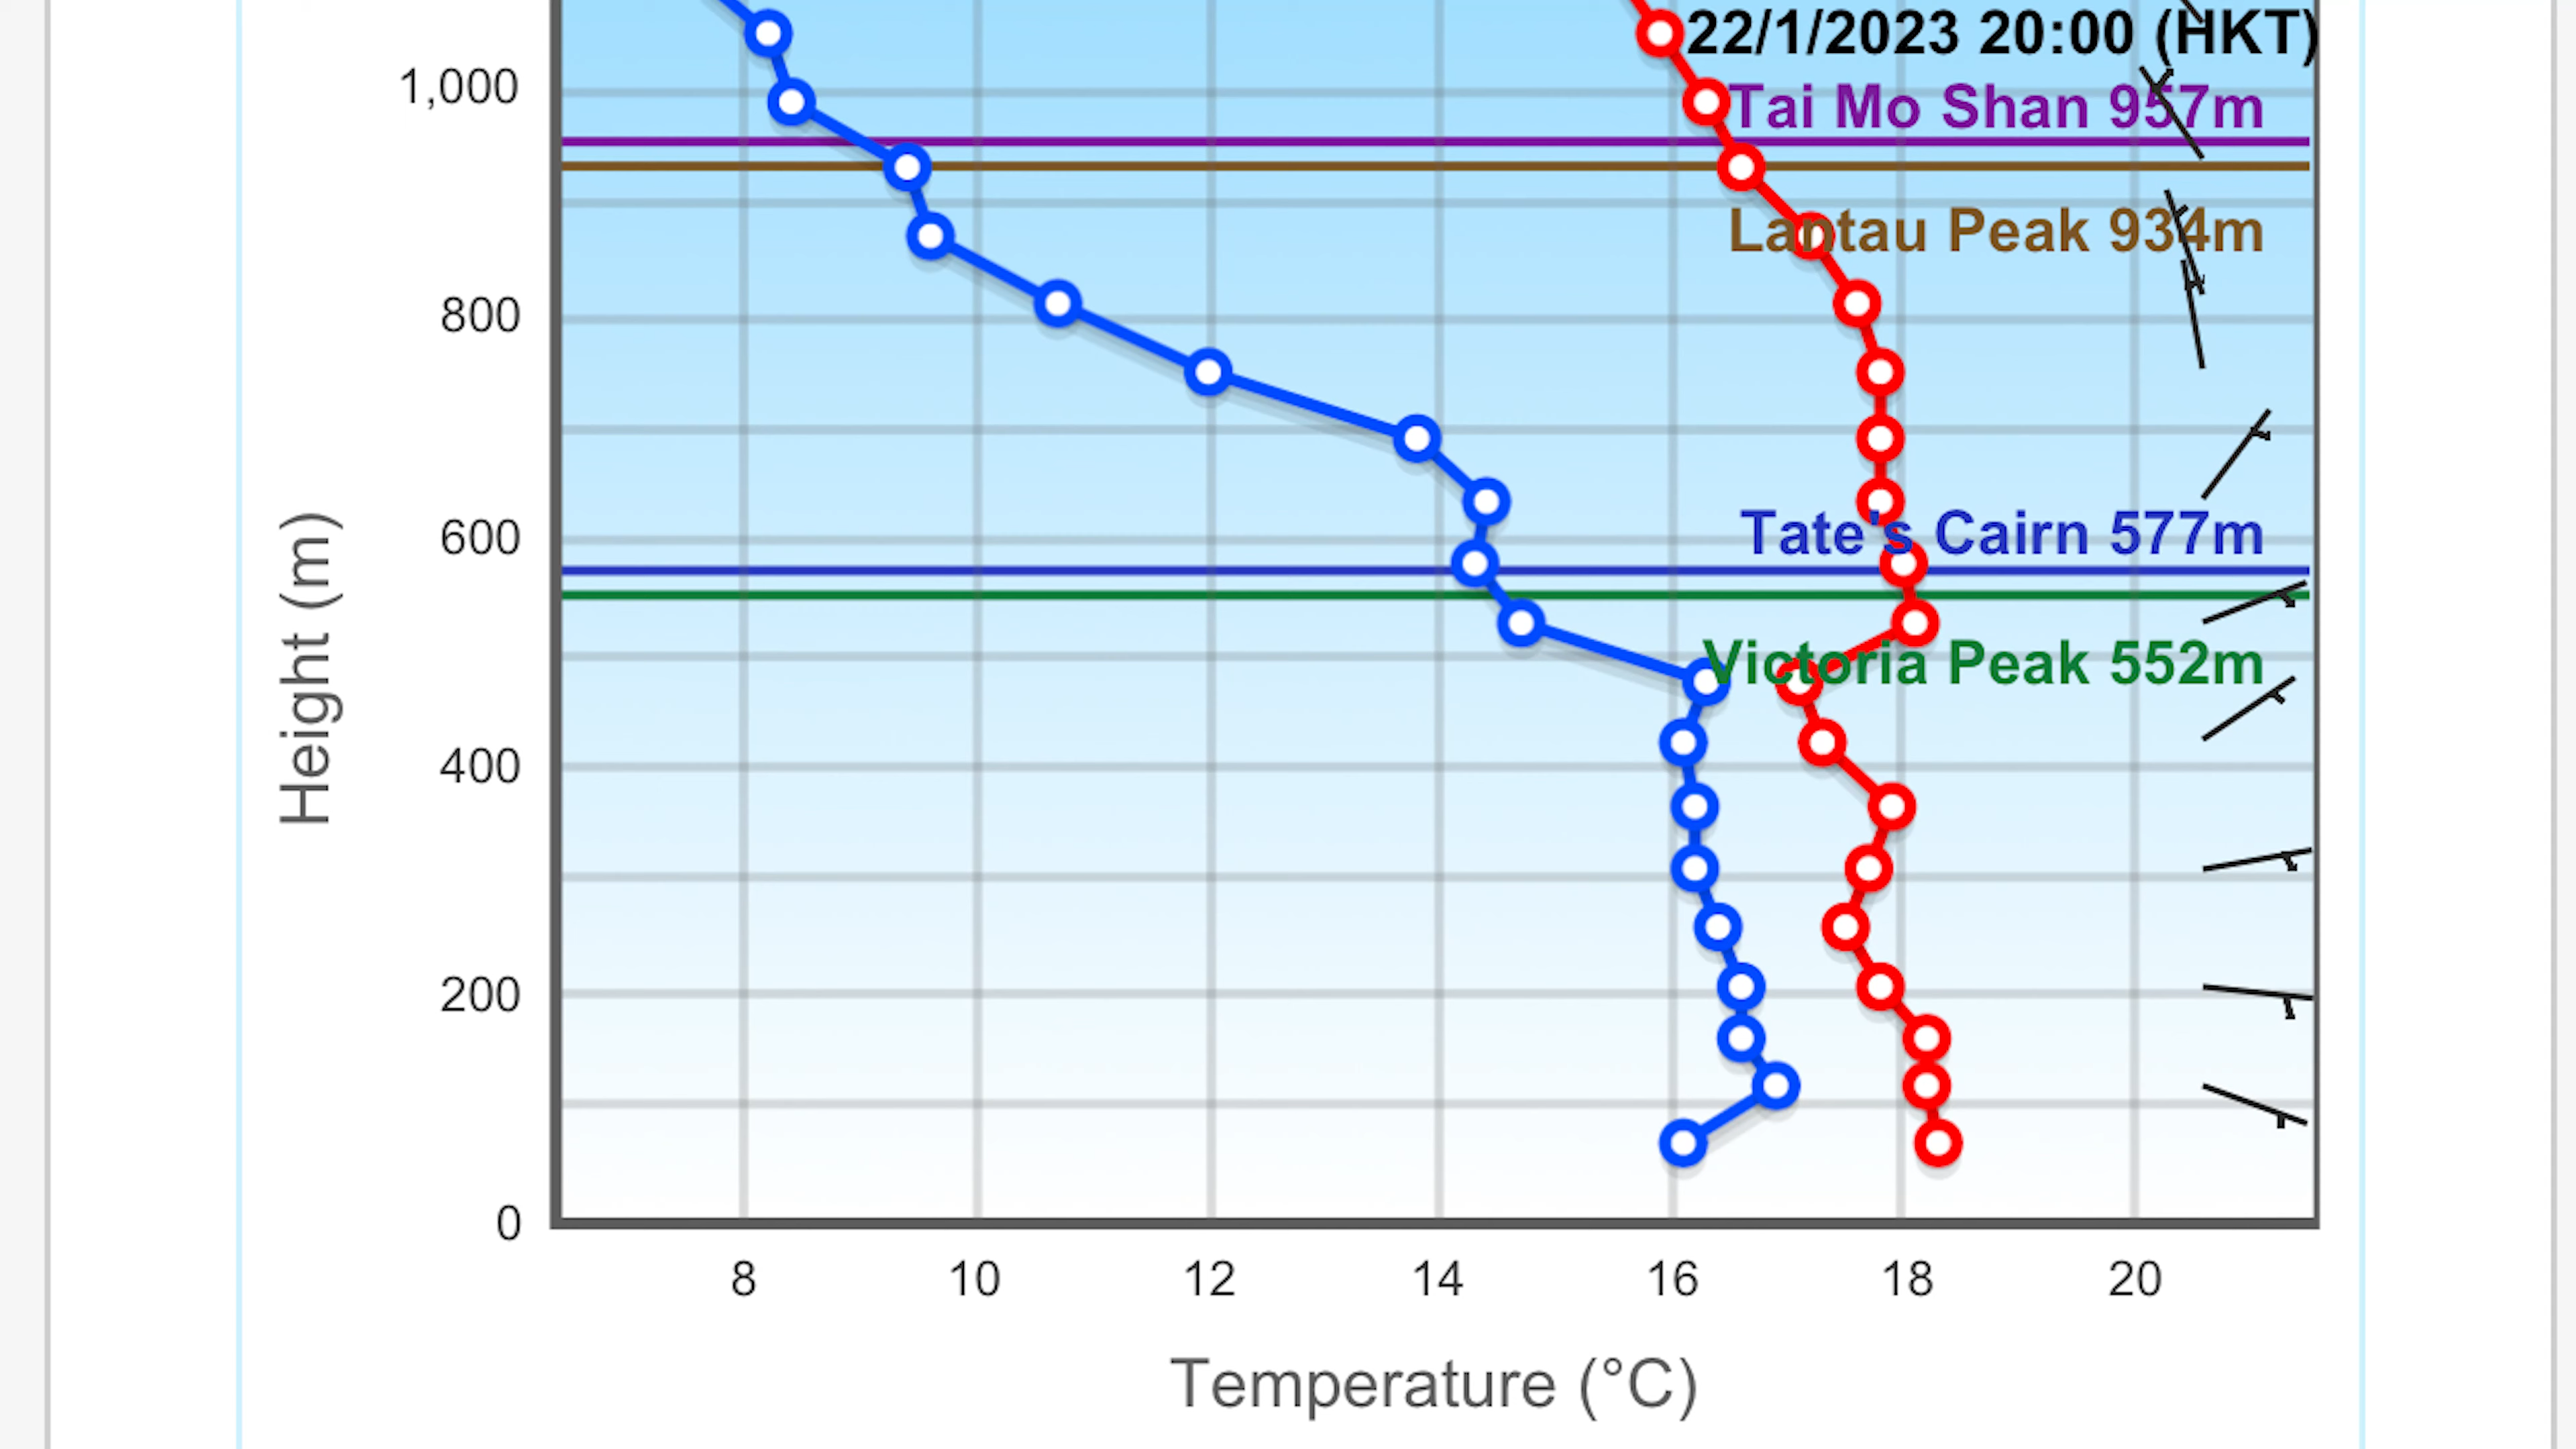 22/1/2023 20:00 (HKT)
1,000
Tai Mo Shan 957m
Lantau Peak 934m
800
600
Tate's Cairn 577m
Victoria Peak 552m
Height (m)
400
200
0
8 10 12 14 16 18 20
Temperature (°C)